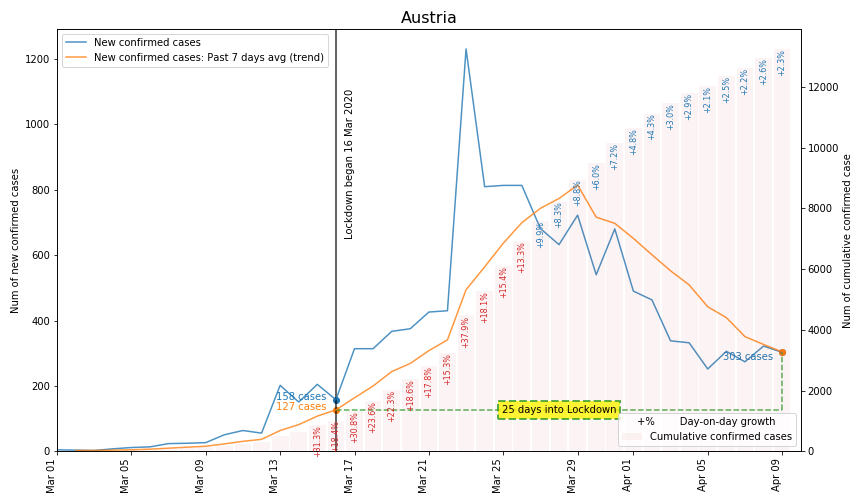 Austria
New confirmed cases
New confirmed cases: Past 7 days avg (trend)
Num of new confirmed cases
1200
1000
800
600
400
200
0
Lockdown began 16 Mar 2020
158 cases
127 cases
303 cases
25 days into Lockdown
+31.3%
+18.4%
+30.8%
+23.6%
+22.3%
+18.6%
+17.8%
+15.3%
+37.9%
+18.1%
+15.4%
+13.3%
+9.9%
+8.3%
+8.8%
+6.0%
+7.2%
+4.8%
+4.3%
+3.0%
+2.9%
+2.1%
+2.5%
+2.2%
+2.6%
+2.3%
+% Day-on-day growth
Cumulative confirmed cases
12000
10000
8000
6000
4000
2000
0
Num of cumulative confirmed case
Mar 01
Mar 05
Mar 09
Mar 13
Mar 17
Mar 21
Mar 25
Mar 29
Apr 01
Apr 05
Apr 09